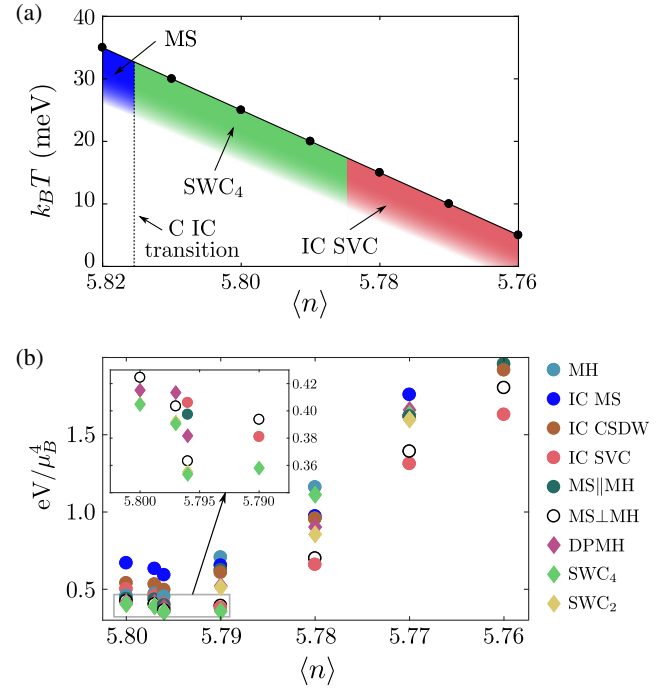 (a)
40
30
20
10
0
k_BT (meV)
MS
SWC₄
C IC
transition
IC SVC
5.82
5.80
5.78
5.76
⟨n⟩
(b)
eV/μ_B^4
1.5
1.0
0.5
0.42
0.40
0.38
0.36
5.800
5.795
5.790
5.80
5.79
5.78
5.77
5.76
⟨n⟩
MH
IC MS
IC CSDW
IC SVC
MS||MH
MS⊥MH
DPMH
SWC₄
SWC₂